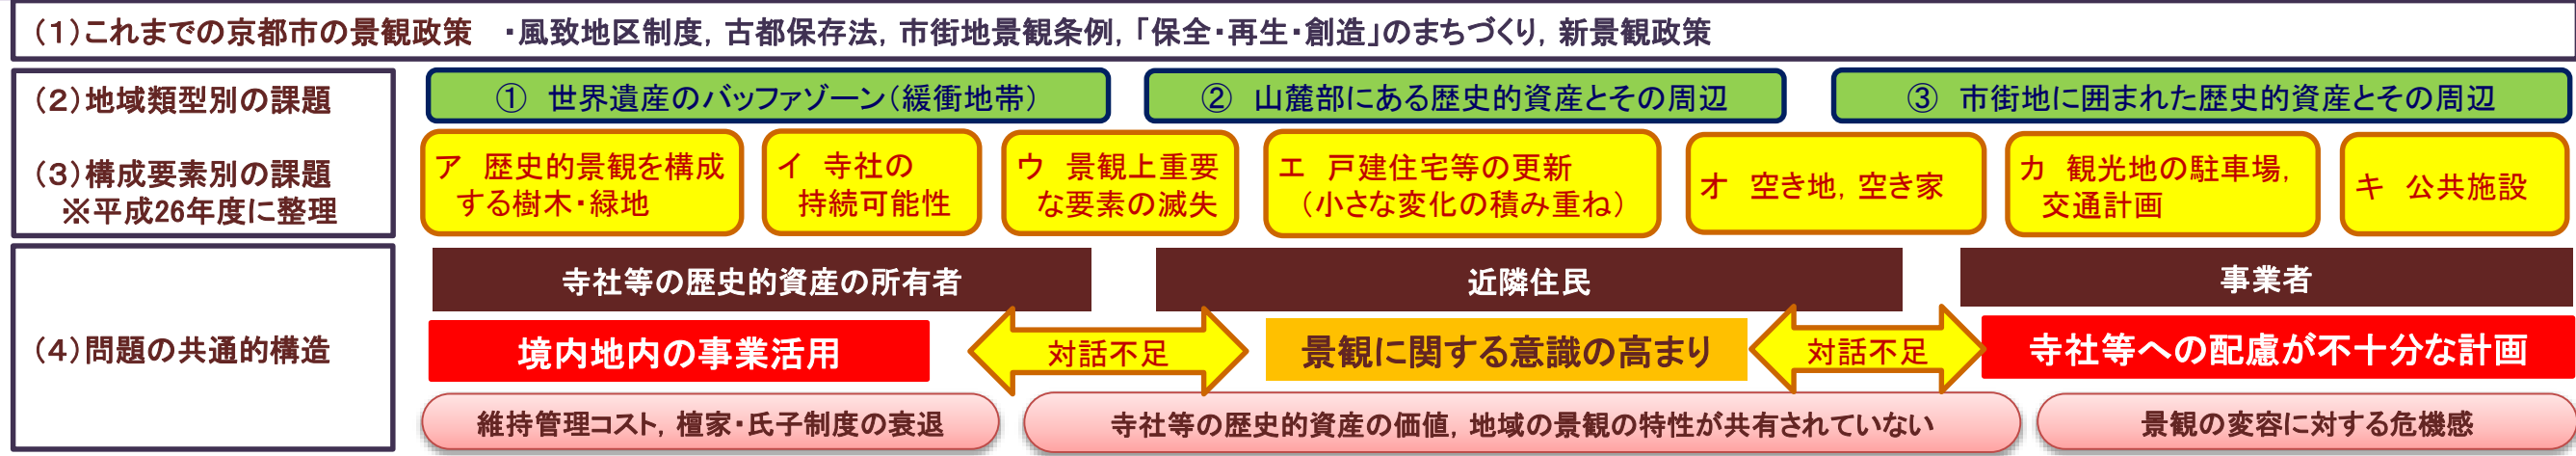 (1)これまでの京都市の景観政策　・風致地区制度，古都保存法，市街地景観条例，「保全・再生・創造」のまちづくり，新景観政策
(2)地域類型別の課題
①　世界遺産のバッファゾーン(緩衝地帯)
②　山麓部にある歴史的資産とその周辺
③　市街地に囲まれた歴史的資産とその周辺
(3)構成要素別の課題
※平成26年度に整理
ア　歴史的景観を構成
する樹木・緑地
イ　寺社の
持続可能性
ウ　景観上重要
な要素の滅失
エ　戸建住宅等の更新
(小さな変化の積み重ね)
オ　空き地，空き家
カ　観光地の駐車場，
交通計画
キ　公共施設
(4)問題の共通的構造
寺社等の歴史的資産の所有者
近隣住民
事業者
境内地内の事業活用
対話不足
景観に関する意識の高まり
対話不足
寺社等への配慮が不十分な計画
維持管理コスト，檀家・氏子制度の衰退
寺社等の歴史的資産の価値，地域の景観の特性が共有されていない
景観の変容に対する危機感